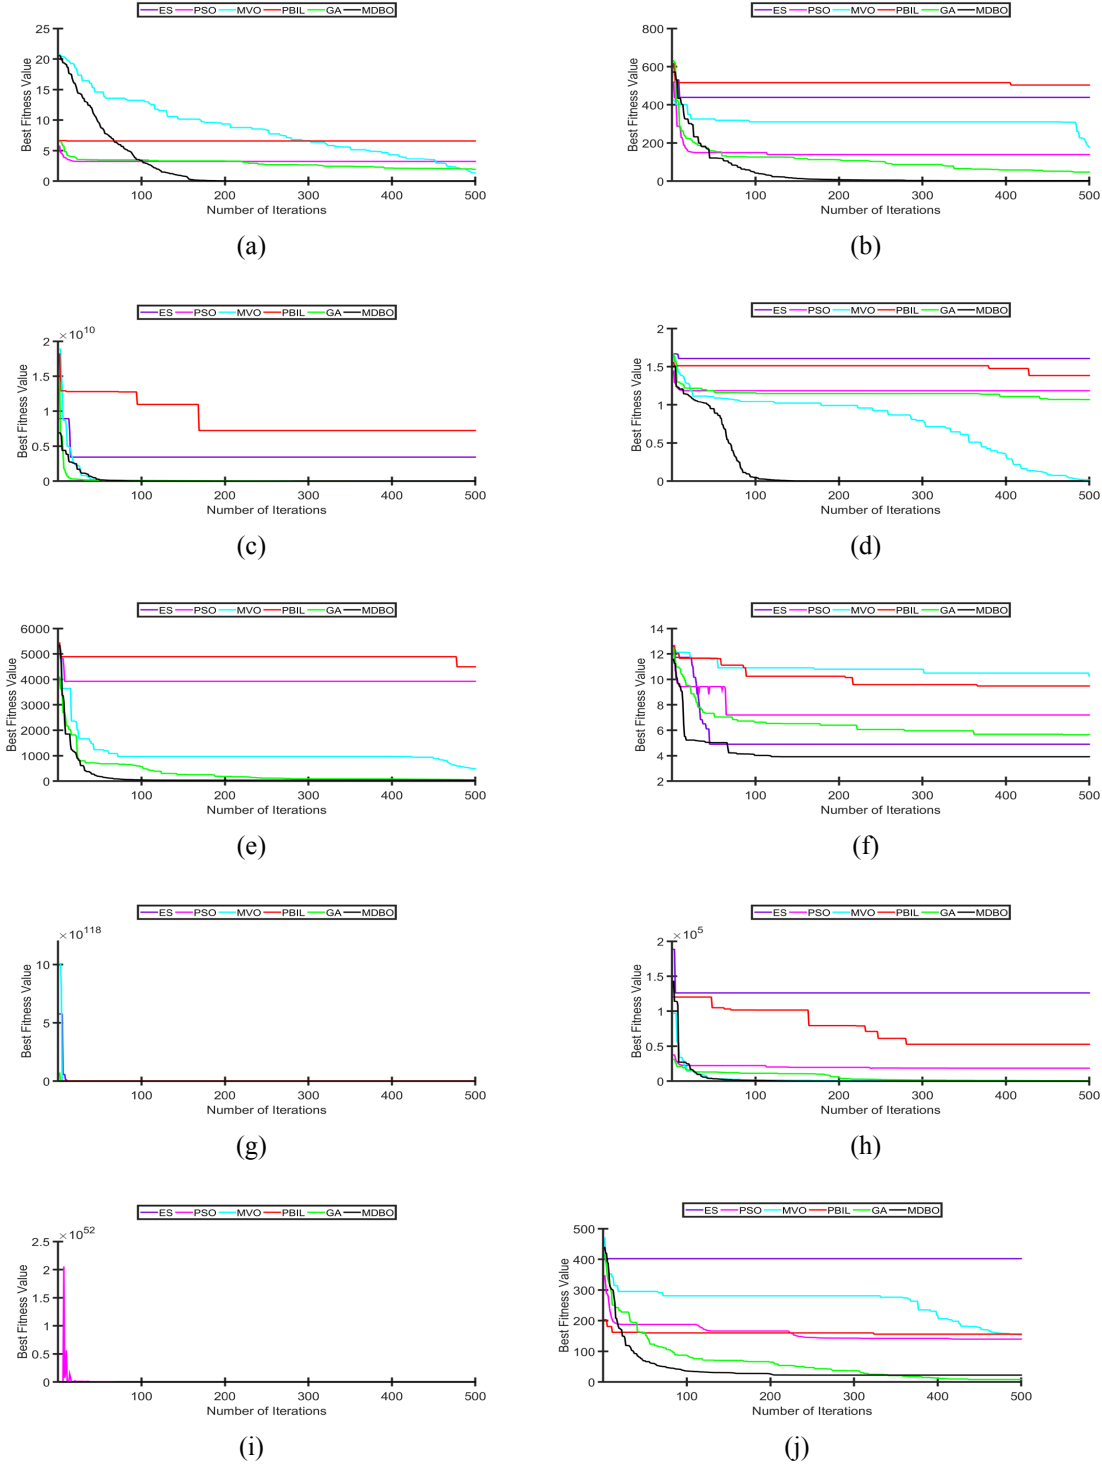 ES PSO MVO PBIL GA MDBO
25
20
15
10
5
0
Best Fitness Value
100 200 300 400 500
Number of Iterations
(a)
ES PSO MVO PBIL GA MDBO
800
600
400
200
0
Best Fitness Value
100 200 300 400 500
Number of Iterations
(b)
ES PSO MVO PBIL GA MDBO
×10^10
2
1.5
1
0.5
0
Best Fitness Value
100 200 300 400 500
Number of Iterations
(c)
ES PSO MVO PBIL GA MDBO
2
1.5
1
0.5
0
Best Fitness Value
100 200 300 400 500
Number of Iterations
(d)
ES PSO MVO PBIL GA MDBO
6000
5000
4000
3000
2000
1000
0
Best Fitness Value
100 200 300 400 500
Number of Iterations
(e)
ES PSO MVO PBIL GA MDBO
14
12
10
8
6
4
2
Best Fitness Value
100 200 300 400 500
Number of Iterations
(f)
ES PSO MVO PBIL GA MDBO
×10^118
10
5
0
Best Fitness Value
100 200 300 400 500
Number of Iterations
(g)
ES PSO MVO PBIL GA MDBO
×10^5
2
1.5
1
0.5
0
Best Fitness Value
100 200 300 400 500
Number of Iterations
(h)
ES PSO MVO PBIL GA MDBO
×10^52
2.5
2
1.5
1
0.5
0
Best Fitness Value
100 200 300 400 500
Number of Iterations
(i)
ES PSO MVO PBIL GA MDBO
500
400
300
200
100
0
Best Fitness Value
100 200 300 400 500
Number of Iterations
(j)